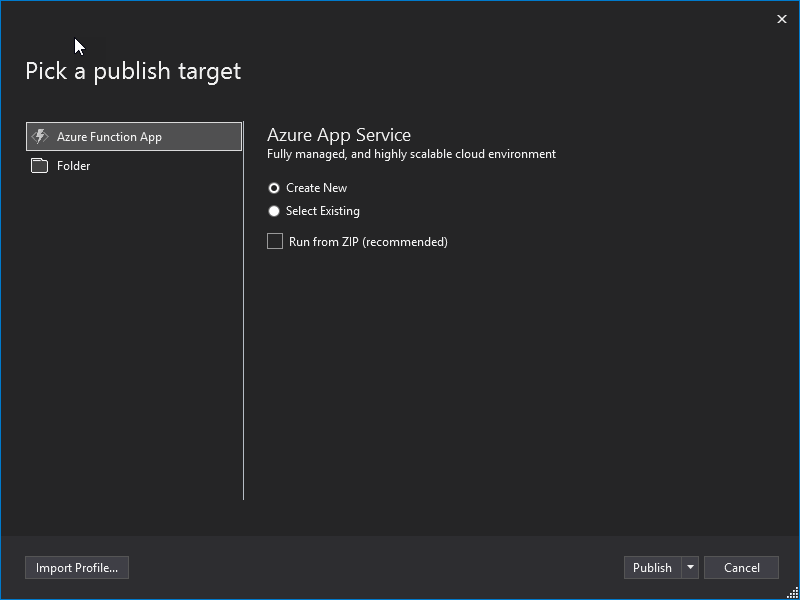 Pick a publish target
Azure Function App
Folder
Azure App Service
Fully managed, and highly scalable cloud environment
Create New
Select Existing
Run from ZIP (recommended)
Import Profile...
Publish
Cancel